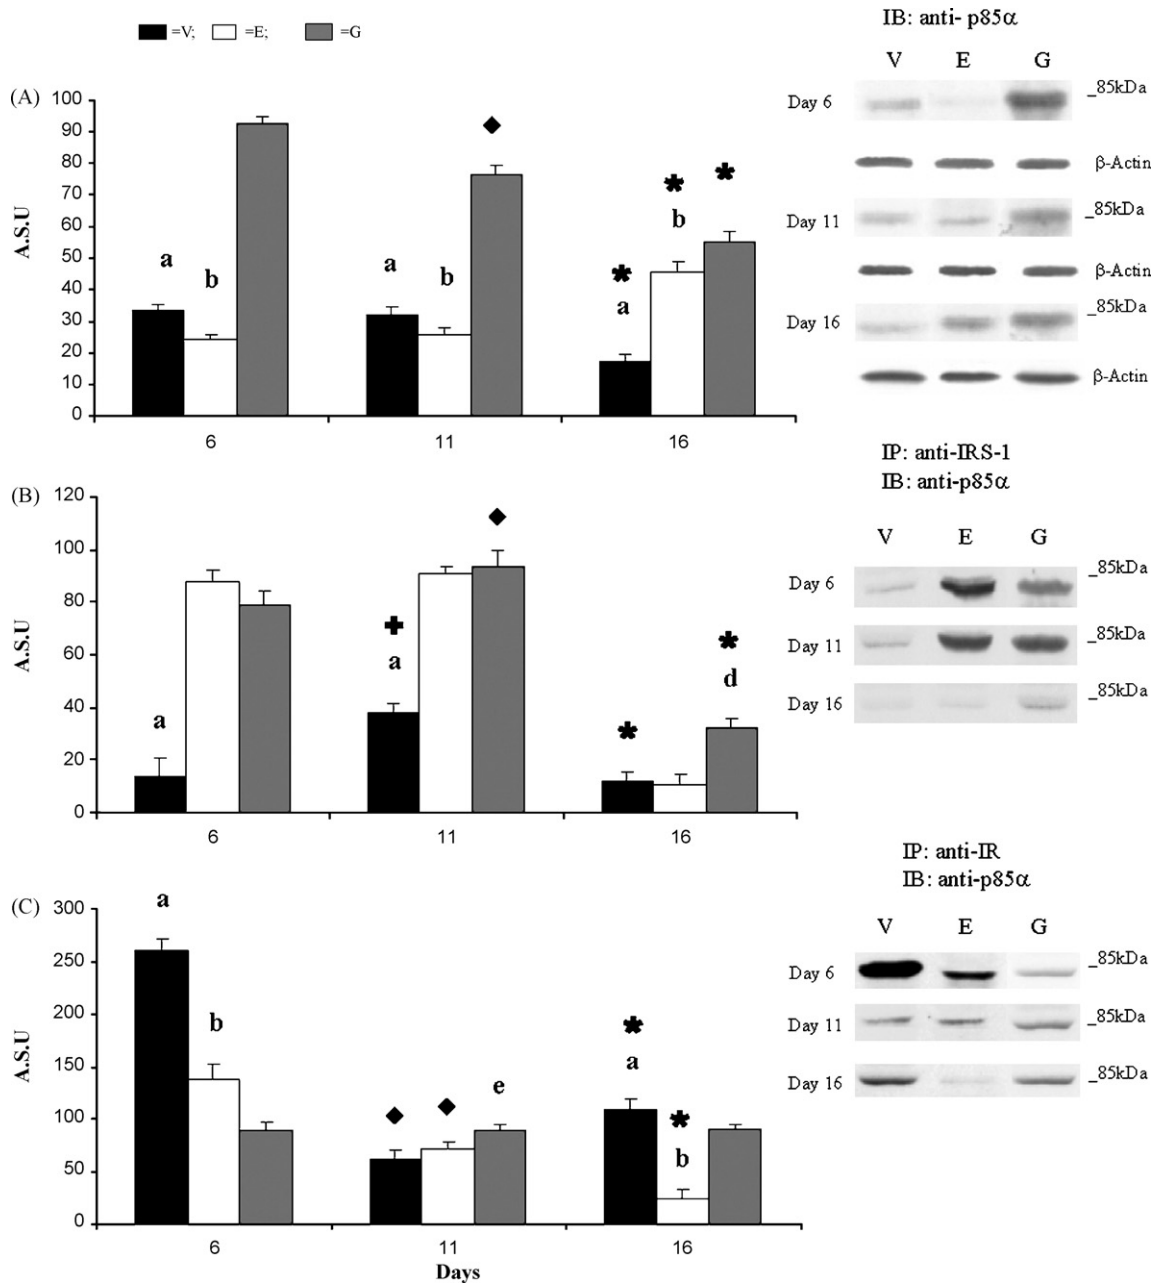 =V; =E; =G
(A)
A.S.U
100
90
80
70
60
50
40
30
20
10
0
a b a b a b
6 11 16
IB: anti- p85α
V E G
Day 6 _85kDa
β-Actin
Day 11 _85kDa
β-Actin
Day 16 _85kDa
β-Actin
(B)
A.S.U
120
100
80
60
40
20
0
a a d
6 11 16
IP: anti-IRS-1
IB: anti-p85α
V E G
Day 6 _85kDa
Day 11 _85kDa
Day 16 _85kDa
(C)
A.S.U
300
250
200
150
100
50
0
a b e a b
6 11 16
Days
IP: anti-IR
IB: anti-p85α
V E G
Day 6 _85kDa
Day 11 _85kDa
Day 16 _85kDa